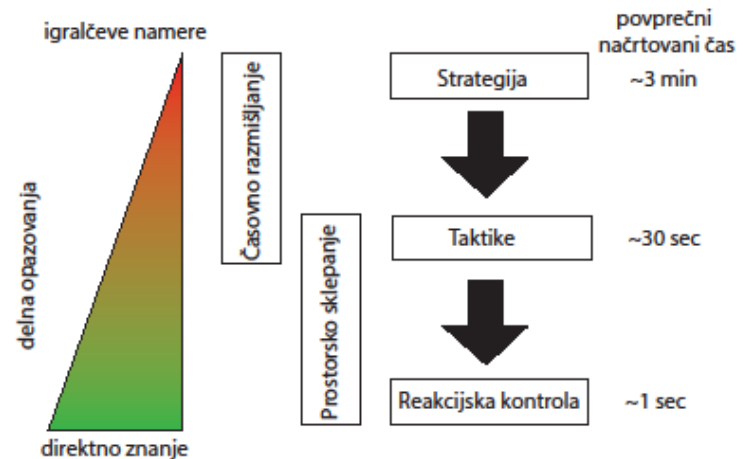 igralčeve namere
povprečni
načrtovani čas
Časovno razmišljanje
Strategija
~3 min
delna opazovanja
Prostorsko sklepanje
Taktike
~30 sec
Reakcijska kontrola
~1 sec
direktno znanje